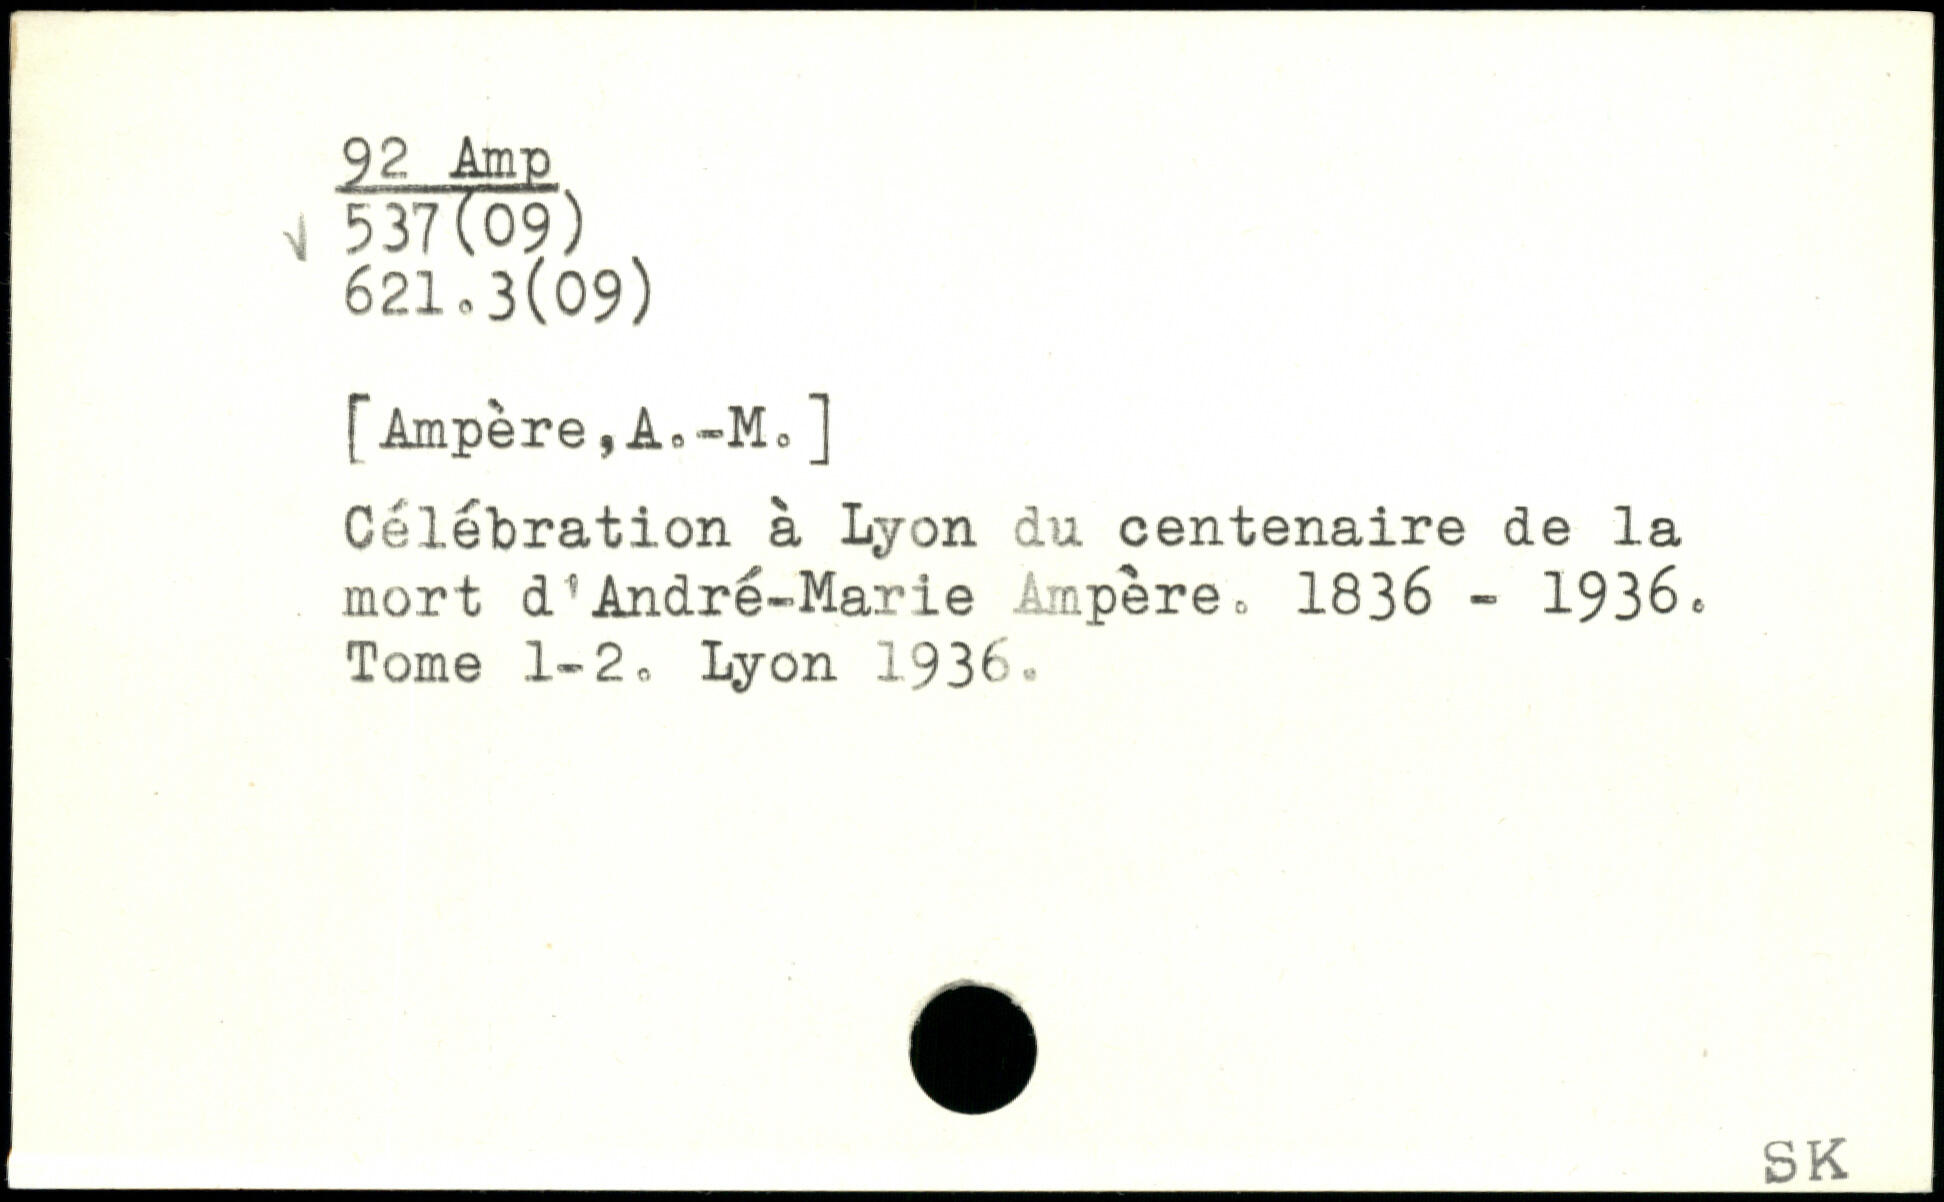 92 Amp
537(09)
621.3(09)
[Ampère,A.-M.]
Célébration à Lyon du centenaire de la
mort d'André-Marie Ampère. 1836 - 1936.
Tome 1-2. Lyon 1936.
SK